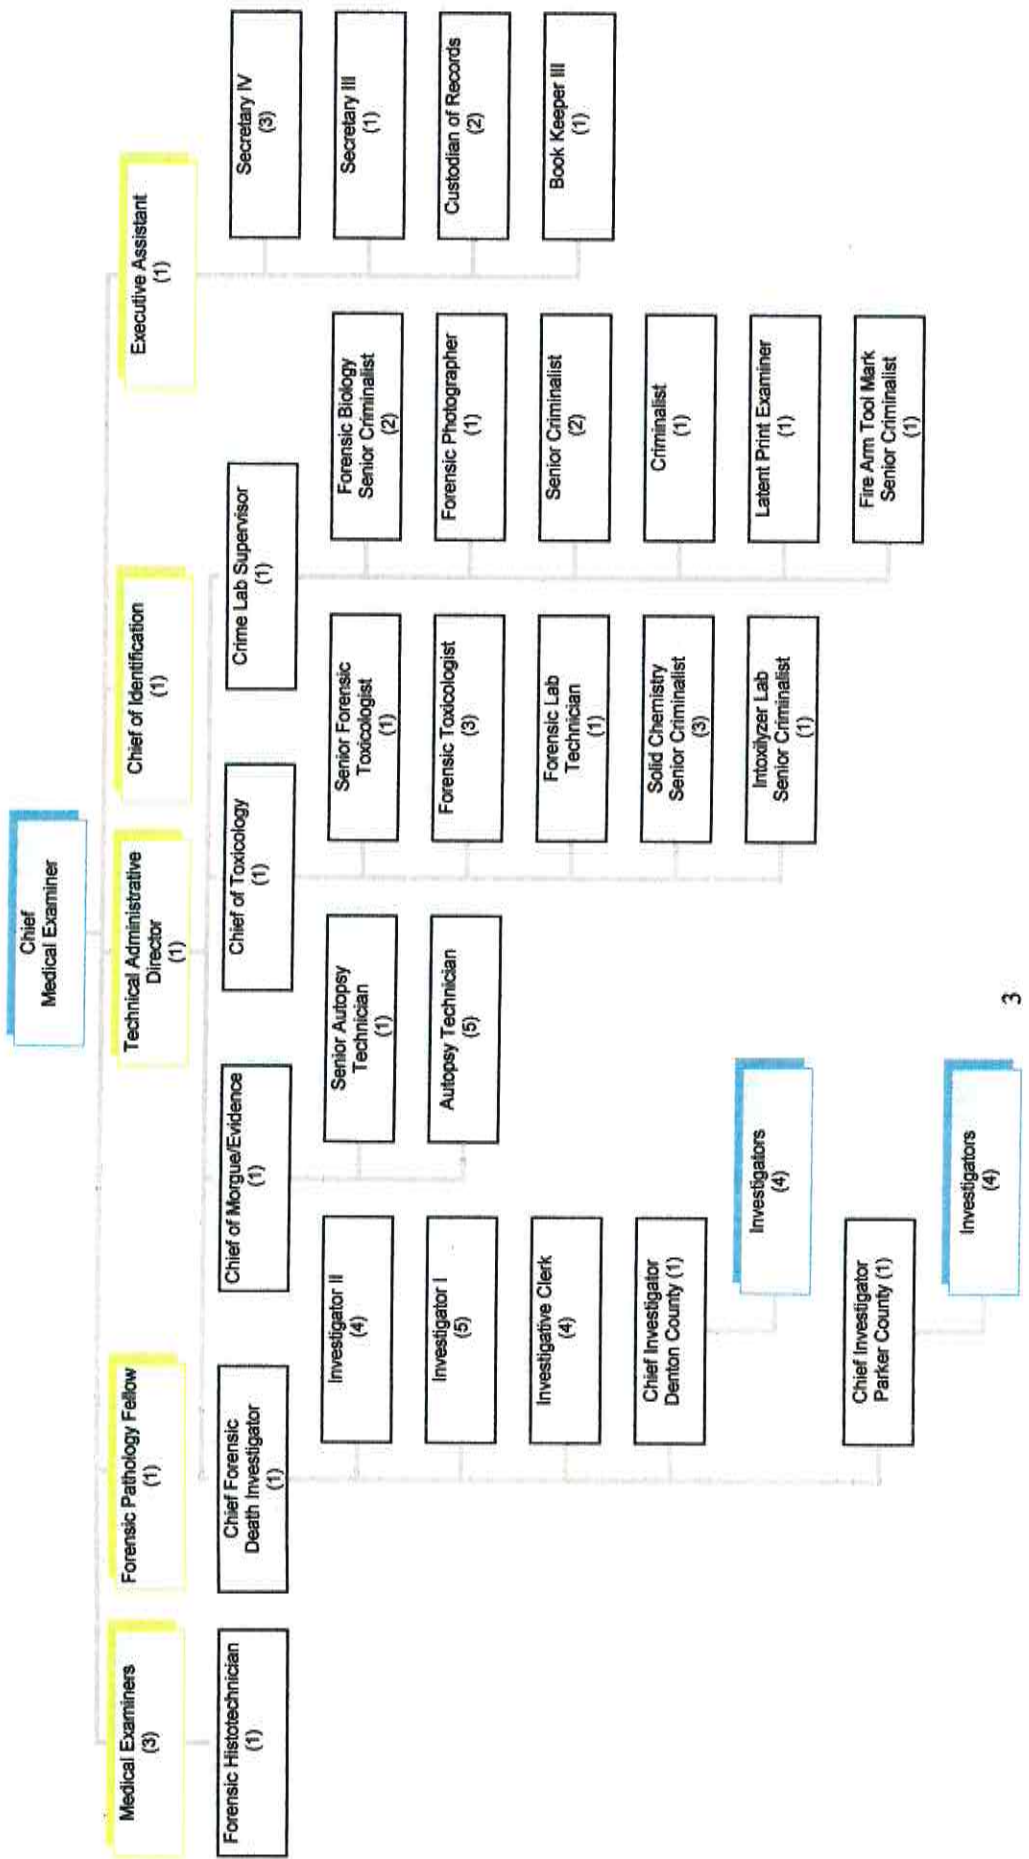 Chief
Medical Examiner
Medical Examiners
(3)
Forensic Pathology Fellow
(1)
Technical Administrative
Director
(1)
Chief of Identification
(1)
Executive Assistant
(1)
Forensic Histotechnician
(1)
Chief Forensic
Death Investigator
(1)
Chief of Morgue/Evidence
(1)
Chief of Toxicology
(1)
Crime Lab Supervisor
(1)
Investigator II
(4)
Investigator I
(5)
Investigative Clerk
(4)
Chief Investigator
Denton County (1)
Investigators
(4)
Chief Investigator
Parker County (1)
Investigators
(4)
Senior Autopsy
Technician
(1)
Autopsy Technician
(5)
Senior Forensic
Toxicologist
(1)
Forensic Toxicologist
(3)
Forensic Lab
Technician
(1)
Solid Chemistry
Senior Criminalist
(3)
Intoxilyzer Lab
Senior Criminalist
(1)
Forensic Biology
Senior Criminalist
(2)
Forensic Photographer
(1)
Senior Criminalist
(2)
Criminalist
(1)
Latent Print Examiner
(1)
Fire Arm Tool Mark
Senior Criminalist
(1)
Secretary IV
(3)
Secretary III
(1)
Custodian of Records
(2)
Book Keeper III
(1)
3